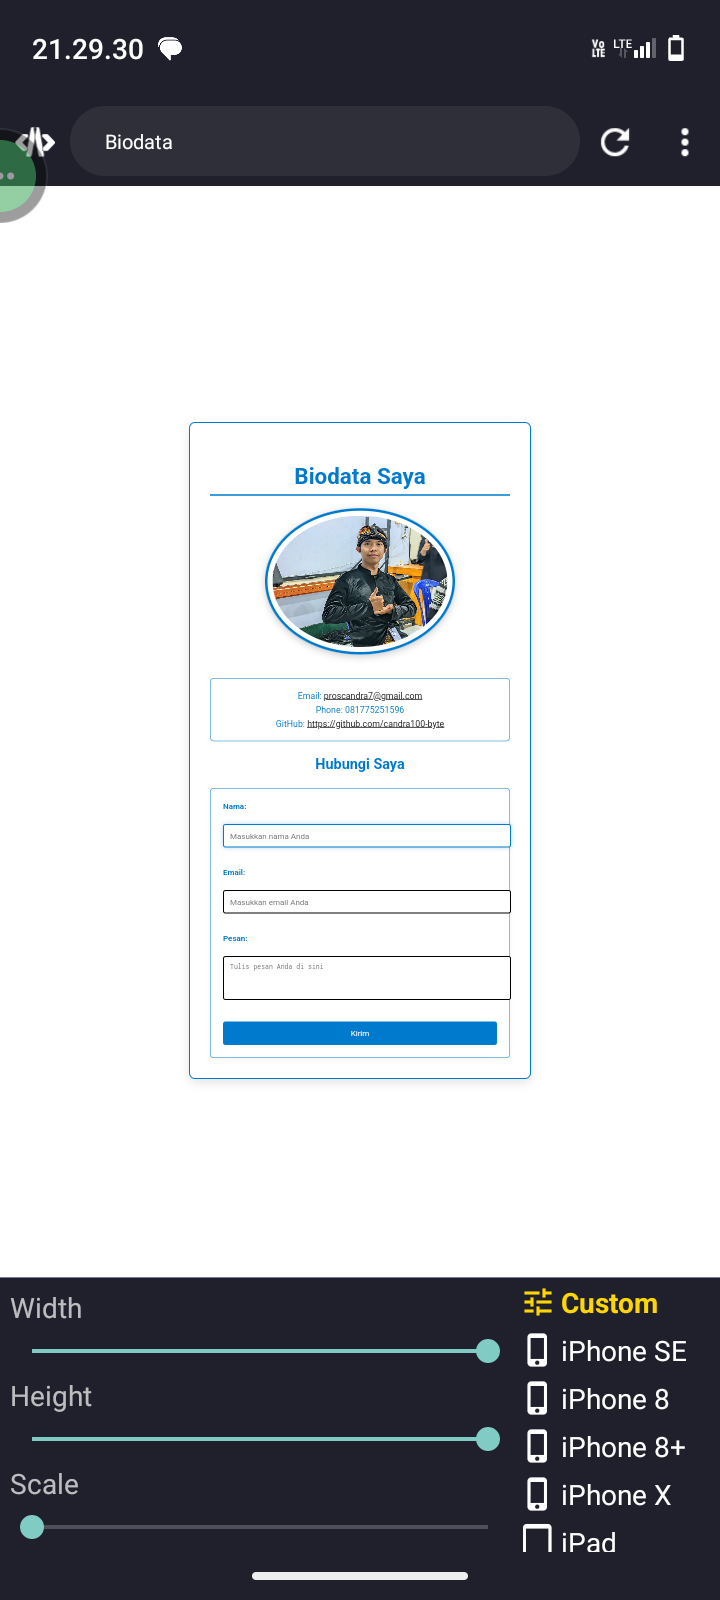 21.29.30
Vo LTE
LTE
Biodata
Biodata Saya
Email: proscandra7@gmail.com
Phone: 081775251596
GitHub: https://github.com/candra100-byte
Hubungi Saya
Nama:
Masukkan nama Anda
Email:
Masukkan email Anda
Pesan:
Tulis pesan Anda di sini
Kirim
Width
Height
Scale
Custom
iPhone SE
iPhone 8
iPhone 8+
iPhone X
iPad